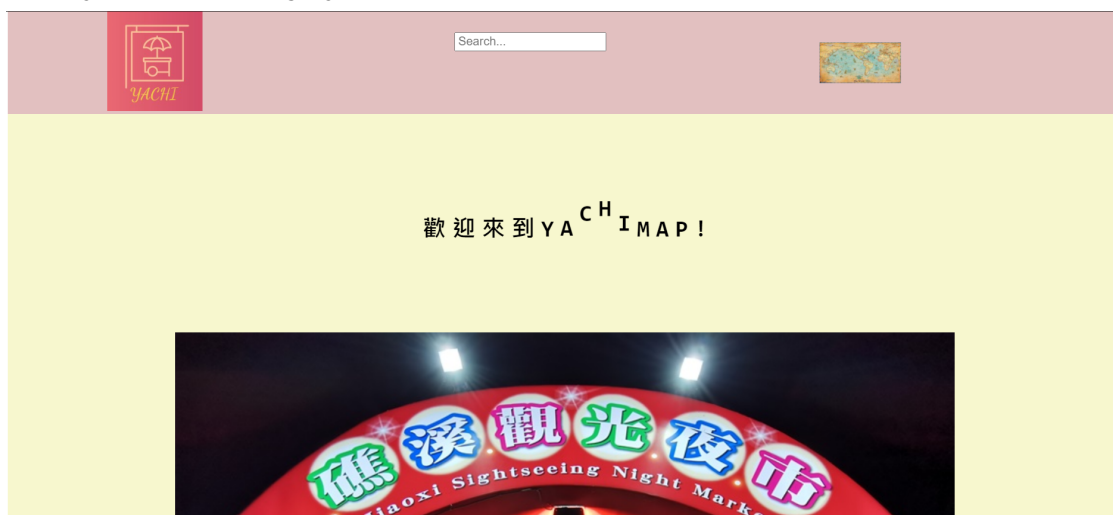 YACHI
Search...
歡迎來到YACHIMAP!
礁溪觀光夜市
Jiaoxi Sightseeing Night Market